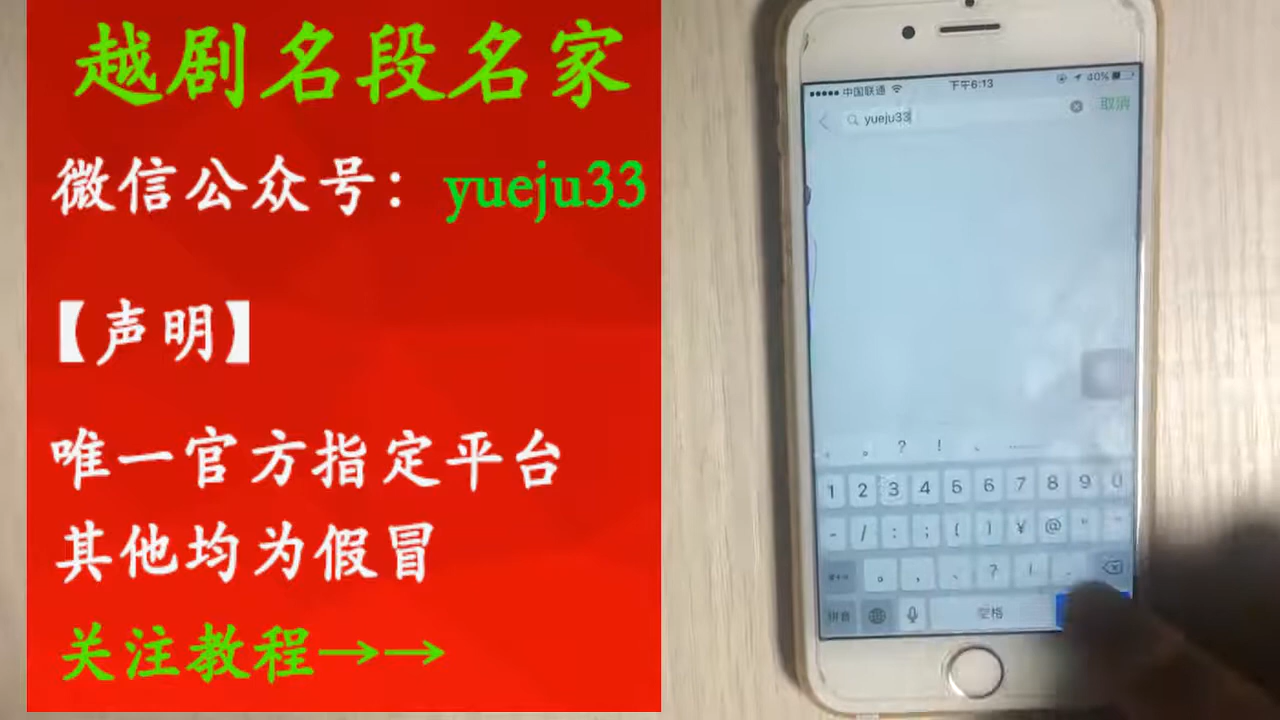 越剧名段名家
微信公众号：yueju33
【声明】
唯一官方指定平台
其他均为假冒
关注教程→→
中国联通 下午6:13 40%
yueju33 取消
。 ? ! 、
1 2 3 4 5 6 7 8 9 0
- / : ; ( ) ¥ @ “
。 , 、 ? !
拼音 空格